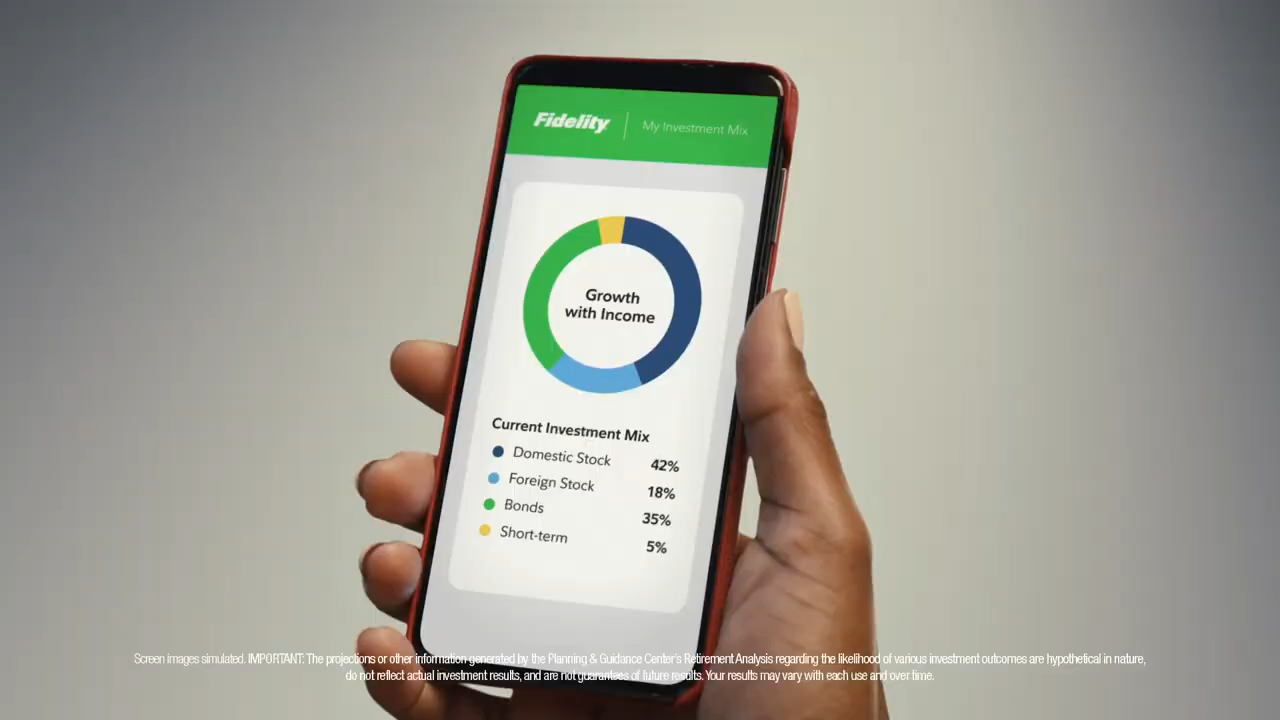 Fidelity | My Investment Mix
Growth
with Income
Current Investment Mix
Domestic Stock 42%
Foreign Stock 18%
Bonds 35%
Short-term 5%
Screen images simulated. IMPORTANT: The projections or other information generated by the Planning & Guidance Center's Retirement Analysis regarding the likelihood of various investment outcomes are hypothetical in nature,
do not reflect actual investment results, and are not guarantees of future results. Your results may vary with each use and over time.